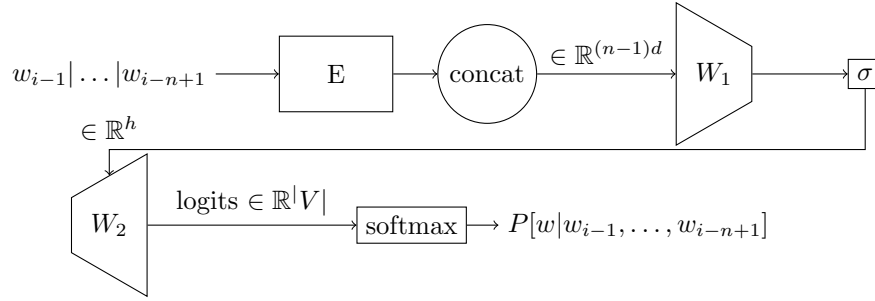 w_{i−1}| … |w_{i−n+1}
E
concat
∈ ℝ^{(n−1)d}
W_1
σ
∈ ℝ^h
W_2
logits ∈ ℝ^|V|
softmax
P[w|w_{i−1}, … , w_{i−n+1}]